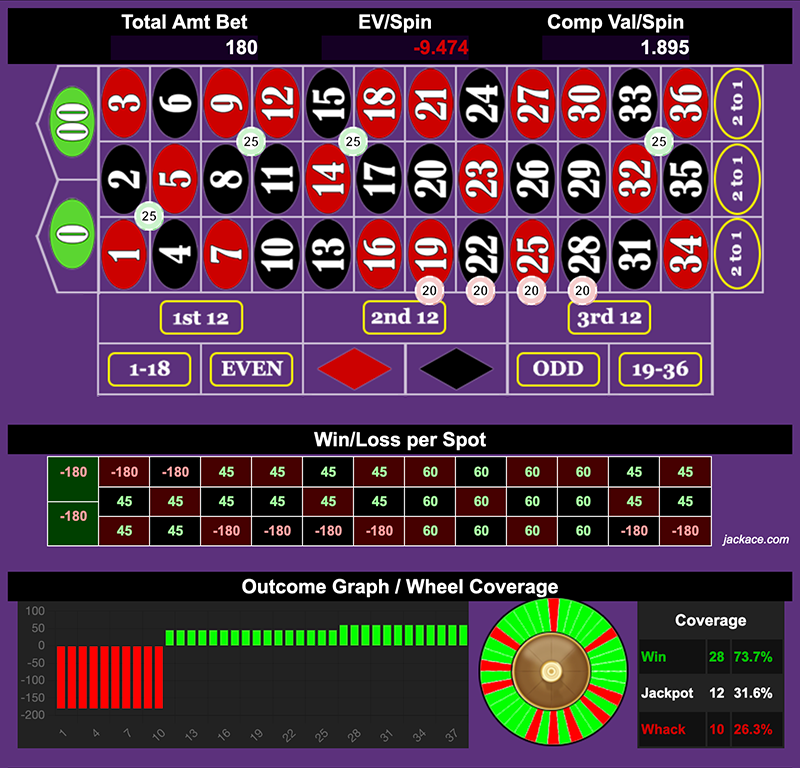 Total Amt Bet EV/Spin Comp Val/Spin
180 -9.474 1.895
00 3 6 9 12 15 18 21 24 27 30 33 36 2 to 1
25 25 25
2 5 8 11 14 17 20 23 26 29 32 35 2 to 1
25
0 1 4 7 10 13 16 19 22 25 28 31 34 2 to 1
20 20 20 20
1st 12 2nd 12 3rd 12
1-18 EVEN ODD 19-36
Win/Loss per Spot
-180 -180 -180 45 45 45 45 60 60 60 60 45 45
45 45 45 45 45 45 60 60 60 60 45 45
-180 45 45 -180 -180 -180 -180 60 60 60 60 -180 -180
jackace.com
Outcome Graph / Wheel Coverage
100
50
0
-50
-100
-150
-200
1 4 7 10 13 16 19 22 25 28 31 34 37
Coverage
Win 28 73.7%
Jackpot 12 31.6%
Whack 10 26.3%